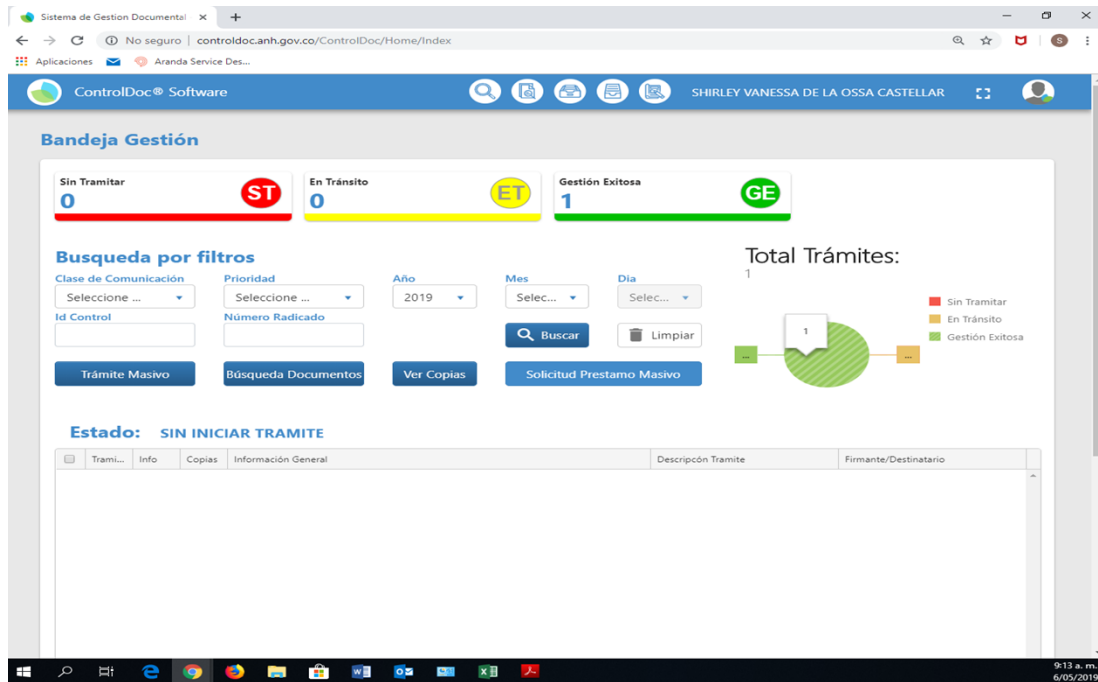 Sistema de Gestion Documental
No seguro | controldoc.anh.gov.co/ControlDoc/Home/Index
S
Aplicaciones
Aranda Service Des...
ControlDoc® Software
SHIRLEY VANESSA DE LA OSSA CASTELLAR
Bandeja Gestión
Sin Tramitar
0
ST
En Tránsito
0
ET
Gestión Exitosa
1
GE
Busqueda por filtros
Clase de Comunicación Prioridad Año Mes Dia
Seleccione ... Seleccione ... 2019 Selec... Selec...
Id Control Número Radicado
Buscar Limpiar
Trámite Masivo Búsqueda Documentos Ver Copias Solicitud Prestamo Masivo
Total Trámites:
1
1
...
...
Sin Tramitar
En Tránsito
Gestión Exitosa
Estado: SIN INICIAR TRAMITE
Trami... Info Copias Información General Descripcón Tramite Firmante/Destinatario
9:13 a. m.
6/05/2019